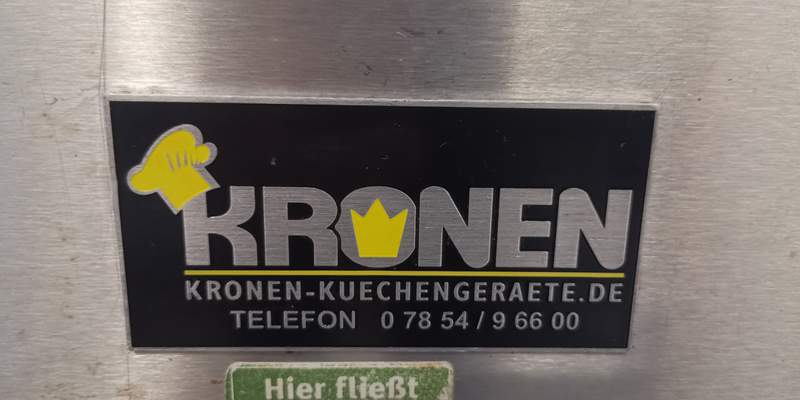 KRONEN
KRONEN-KUECHENGERAETE.DE
TELEFON 0 78 54 / 9 66 00
Hier fließt